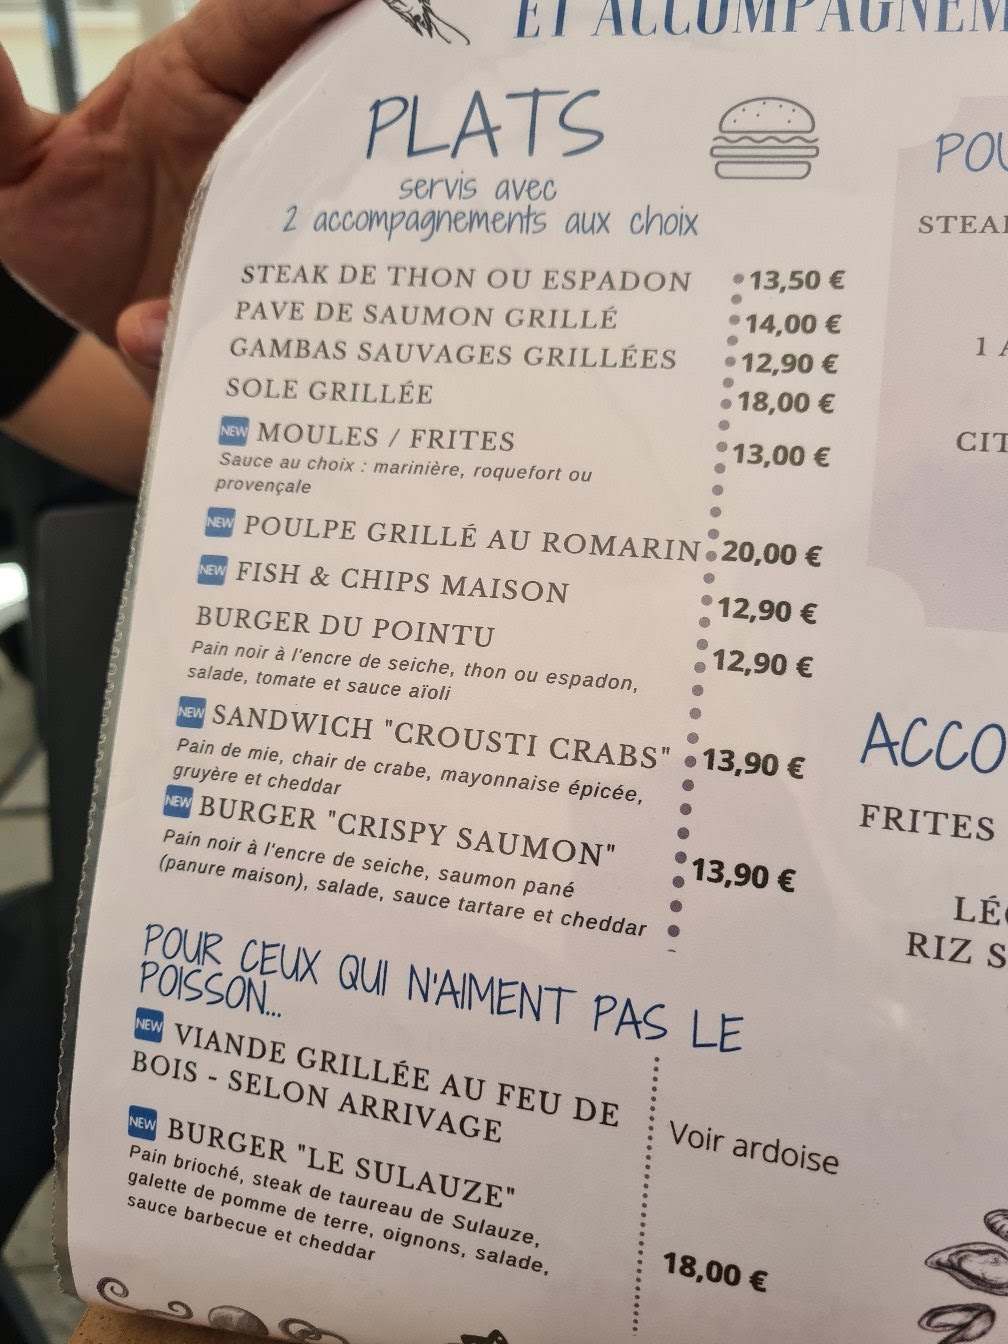 ET ACCOMPAGNEM
PLATS
servis avec
2 accompagnements aux choix
STEAK DE THON OU ESPADON 13,50 €
PAVE DE SAUMON GRILLÉ 14,00 €
GAMBAS SAUVAGES GRILLÉES 12,90 €
SOLE GRILLÉE 18,00 €
NEW MOULES / FRITES 13,00 €
Sauce au choix : marinière, roquefort ou
provençale
NEW POULPE GRILLÉ AU ROMARIN 20,00 €
NEW FISH & CHIPS MAISON 12,90 €
BURGER DU POINTU 12,90 €
Pain noir à l'encre de seiche, thon ou espadon,
salade, tomate et sauce aïoli
NEW SANDWICH "CROUSTI CRABS" 13,90 €
Pain de mie, chair de crabe, mayonnaise épicée,
gruyère et cheddar
NEW BURGER "CRISPY SAUMON" 13,90 €
Pain noir à l'encre de seiche, saumon pané
(panure maison), salade, sauce tartare et cheddar
POUR CEUX QUI N'AIMENT PAS LE
POISSON...
NEW VIANDE GRILLÉE AU FEU DE
BOIS - SELON ARRIVAGE Voir ardoise
NEW BURGER "LE SULAUZE"
Pain brioché, steak de taureau de Sulauze,
galette de pomme de terre, oignons, salade,
sauce barbecue et cheddar 18,00 €
POU
STEAK
1 A
CIT
ACCO
FRITES
LÉG
RIZ S